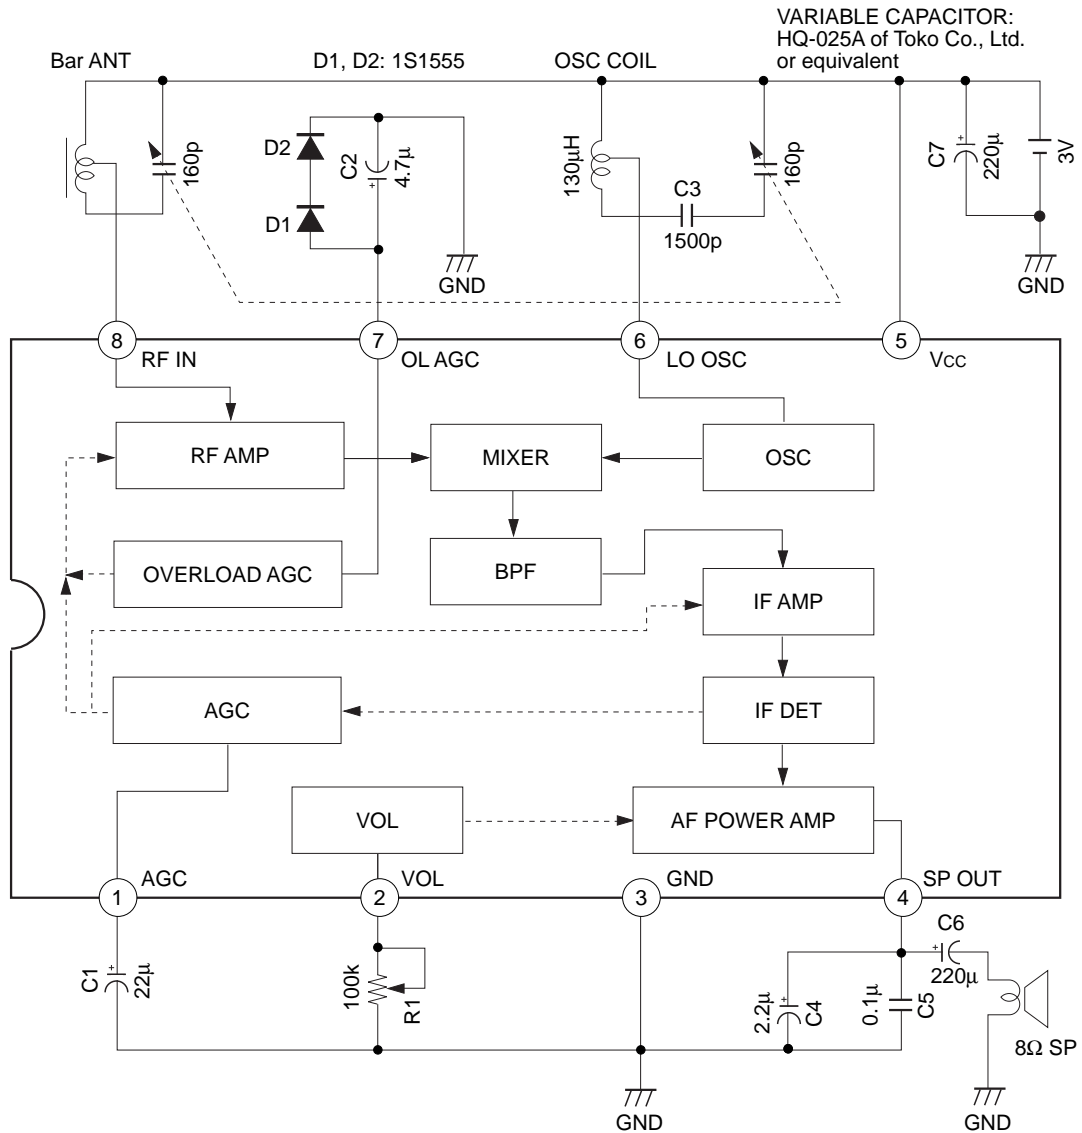 VARIABLE CAPACITOR:
HQ-025A of Toko Co., Ltd.
or equivalent
Bar ANT
D1, D2: 1S1555
OSC COIL
160p
D2
D1
C2
4.7μ
GND
130μH
C3
1500p
160p
C7
220μ
3V
GND
8
RF IN
7
OL AGC
6
LO OSC
5
VCC
RF AMP
MIXER
OSC
OVERLOAD AGC
BPF
IF AMP
AGC
IF DET
VOL
AF POWER AMP
1
AGC
2
VOL
3
GND
4
SP OUT
C1
22μ
100k
R1
2.2μ
C4
0.1μ
C5
C6
220μ
8Ω SP
GND
GND